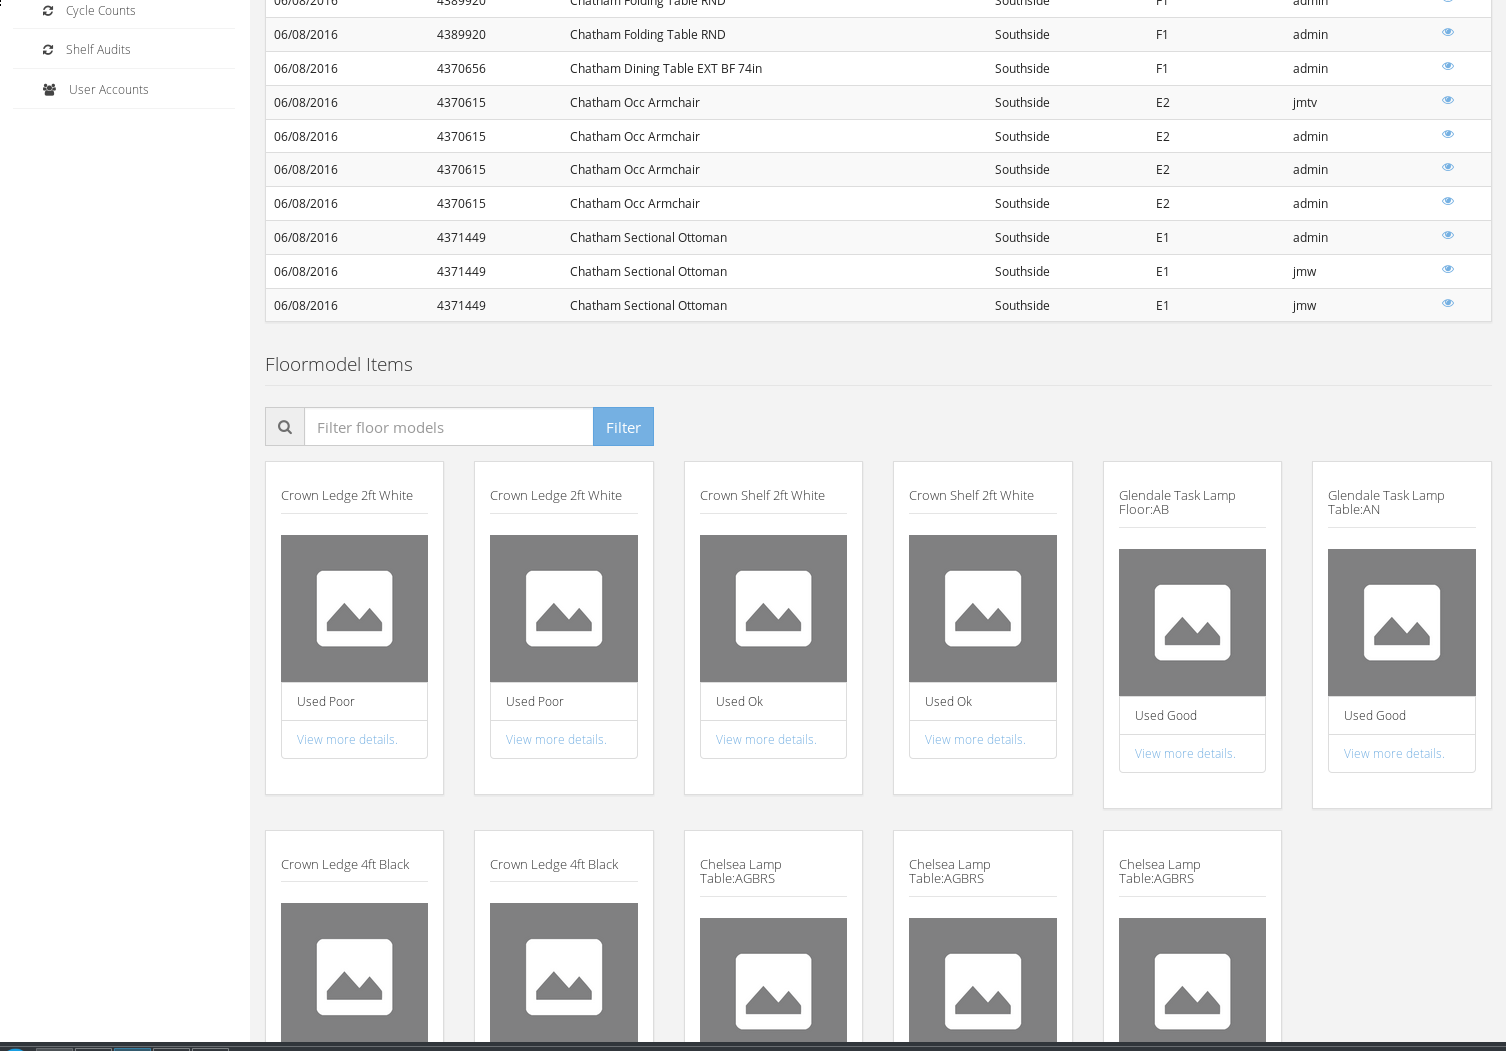 Cycle Counts
Shelf Audits
User Accounts
06/08/2016 4389920 Chatham Folding Table RND Southside F1 admin
06/08/2016 4389920 Chatham Folding Table RND Southside F1 admin
06/08/2016 4370656 Chatham Dining Table EXT BF 74in Southside F1 admin
06/08/2016 4370615 Chatham Occ Armchair Southside E2 jmtv
06/08/2016 4370615 Chatham Occ Armchair Southside E2 admin
06/08/2016 4370615 Chatham Occ Armchair Southside E2 admin
06/08/2016 4370615 Chatham Occ Armchair Southside E2 admin
06/08/2016 4371449 Chatham Sectional Ottoman Southside E1 admin
06/08/2016 4371449 Chatham Sectional Ottoman Southside E1 jmw
06/08/2016 4371449 Chatham Sectional Ottoman Southside E1 jmw
Floormodel Items
Filter floor models Filter
Crown Ledge 2ft White
Used Poor
View more details.
Crown Ledge 2ft White
Used Poor
View more details.
Crown Shelf 2ft White
Used Ok
View more details.
Crown Shelf 2ft White
Used Ok
View more details.
Glendale Task Lamp
Floor:AB
Used Good
View more details.
Glendale Task Lamp
Table:AN
Used Good
View more details.
Crown Ledge 4ft Black
Crown Ledge 4ft Black
Chelsea Lamp
Table:AGBRS
Chelsea Lamp
Table:AGBRS
Chelsea Lamp
Table:AGBRS